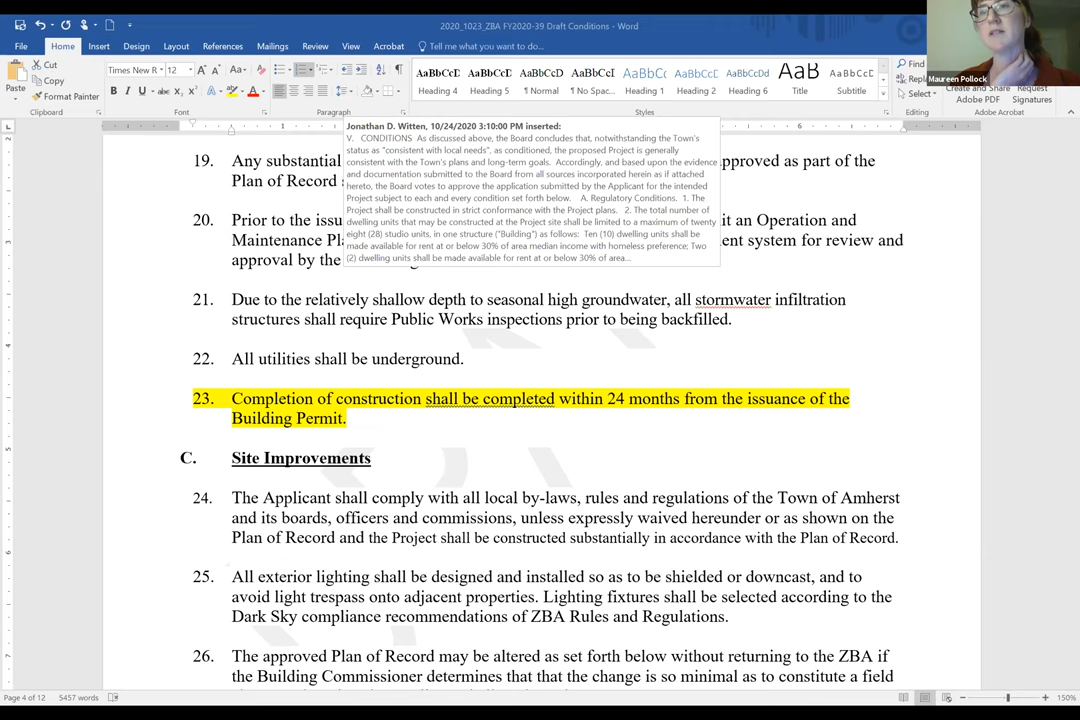 2020_1023_ZBA FY2020-39 Draft Conditions - Word
File Home Insert Design Layout References Mailings Review View Acrobat Tell me what you want to do...
Maureen Pollock
Paste
Cut
Copy
Format Painter
Clipboard
Times New R 12
Font
Paragraph
AaBbCcD AaBbCcD AaBbCcD AaBbCcI AaBbCc AaBbCcI AaBbCcDd AaB AaBbCcD
Heading 4 Heading 5 ¶ Normal ¶ No Spac... Heading 1 Heading 2 Heading 6 Title Subtitle
Styles
Find
Select
Editing
Create and Share Request
Adobe PDF Signatures
Adobe Acrobat
Jonathan D. Witten, 10/24/2020 3:10:00 PM inserted:
V. CONDITIONS As discussed above, the Board concludes that, notwithstanding the Town's
status as "consistent with local needs", as conditioned, the proposed Project is generally
consistent with the Town's plans and long-term goals. Accordingly, and based upon the evidence
and documentation submitted to the Board from all sources incorporated herein as if attached
hereto, the Board votes to approve the application submitted by the Applicant for the intended
Project subject to each and every condition set forth below. A. Regulatory Conditions. 1. The
Project shall be constructed in strict conformance with the Project plans. 2. The total number of
dwelling units that may be constructed at the Project site shall be limited to a maximum of twenty
eight (28) studio units, in one structure ("Building") as follows: Ten (10) dwelling units shall be
made available for rent at or below 30% of area median income with homeless preference; Two
(2) dwelling units shall be made available for rent at or below 30% of area...
19. Any substantial approved as part of the
Plan of Record
20. Prior to the issu it an Operation and
Maintenance Pl ent system for review and
approval by the
21. Due to the relatively shallow depth to seasonal high groundwater, all stormwater infiltration
structures shall require Public Works inspections prior to being backfilled.
22. All utilities shall be underground.
23. Completion of construction shall be completed within 24 months from the issuance of the
Building Permit.
C. Site Improvements
24. The Applicant shall comply with all local by-laws, rules and regulations of the Town of Amherst
and its boards, officers and commissions, unless expressly waived hereunder or as shown on the
Plan of Record and the Project shall be constructed substantially in accordance with the Plan of Record.
25. All exterior lighting shall be designed and installed so as to be shielded or downcast, and to
avoid light trespass onto adjacent properties. Lighting fixtures shall be selected according to the
Dark Sky compliance recommendations of ZBA Rules and Regulations.
26. The approved Plan of Record may be altered as set forth below without returning to the ZBA if
the Building Commissioner determines that that the change is so minimal as to constitute a field
Page 4 of 12 5457 words
150%